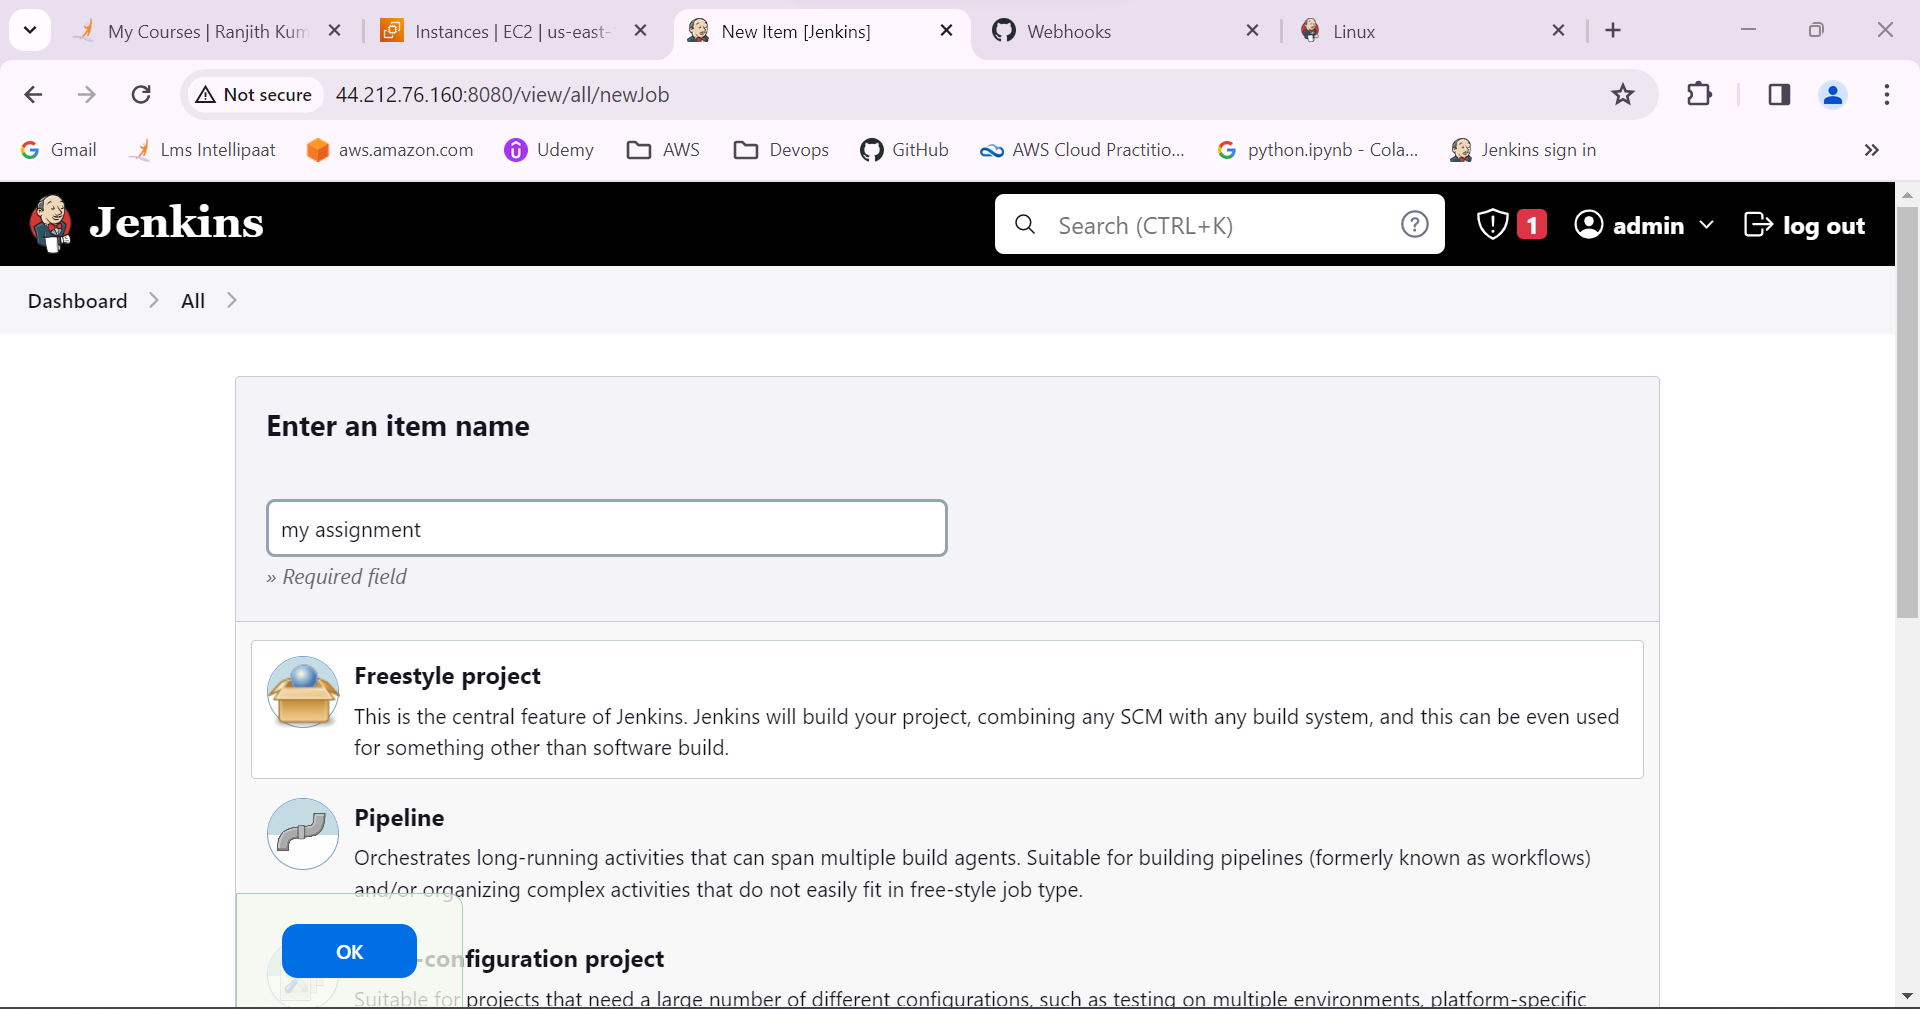 My Courses | Ranjith Kum
Instances | EC2 | us-east-
New Item [Jenkins]
Webhooks
Linux
Not secure
44.212.76.160:8080/view/all/newJob
Gmail
Lms Intellipaat
aws.amazon.com
Udemy
AWS
Devops
GitHub
AWS Cloud Practitio...
python.ipynb - Cola...
Jenkins sign in
Jenkins
Search (CTRL+K)
1
admin
log out
Dashboard
All
Enter an item name
my assignment
» Required field
Freestyle project
This is the central feature of Jenkins. Jenkins will build your project, combining any SCM with any build system, and this can be even used
for something other than software build.
Pipeline
Orchestrates long-running activities that can span multiple build agents. Suitable for building pipelines (formerly known as workflows)
and/or organizing complex activities that do not easily fit in free-style job type.
OK
-configuration project
Suitable for projects that need a large number of different configurations, such as testing on multiple environments, platform-specific